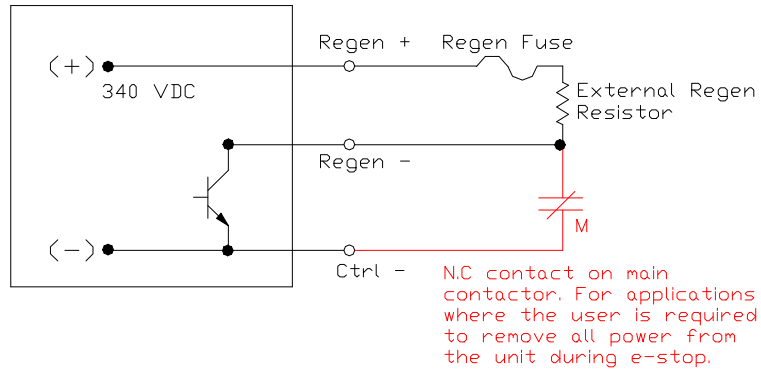 Regen + Regen Fuse
(+)
340 VDC
External Regen
Resistor
Regen -
M
(-)
Ctrl -
N.C contact on main
contactor. For applications
where the user is required
to remove all power from
the unit during e-stop.